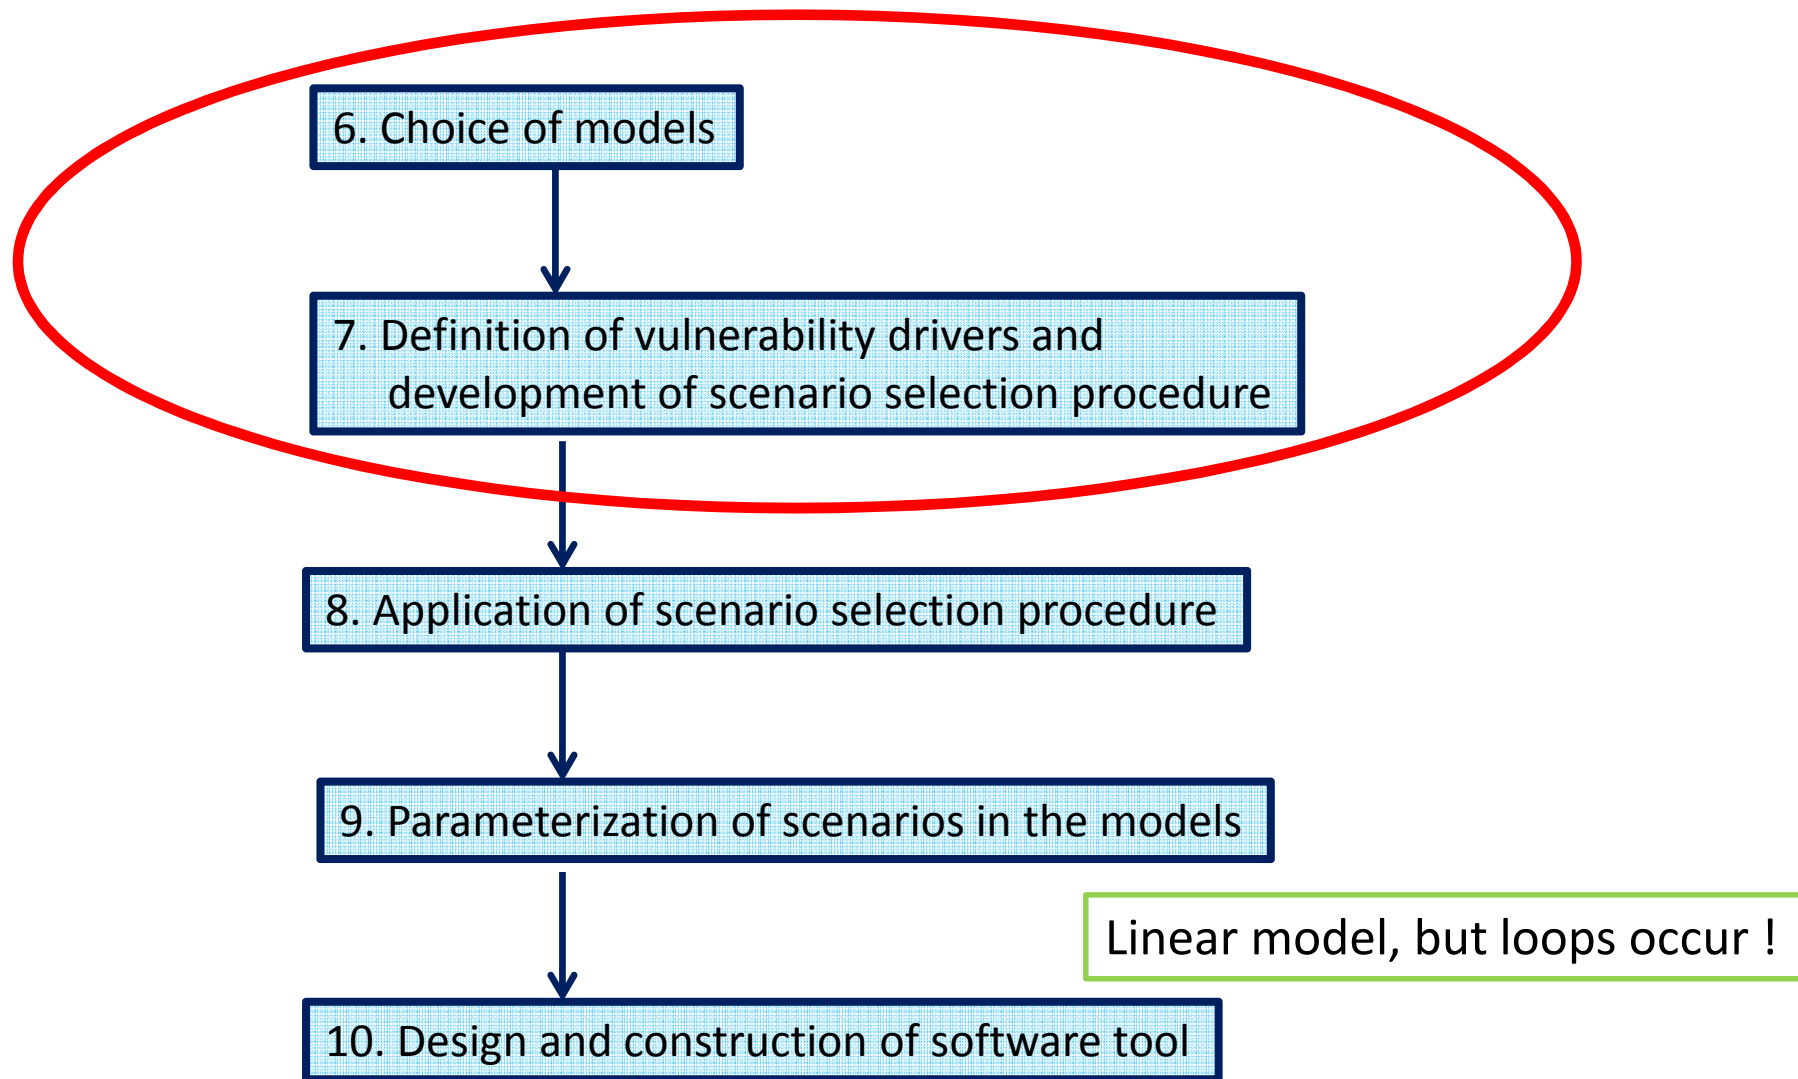 6. Choice of models
7. Definition of vulnerability drivers and
development of scenario selection procedure
8. Application of scenario selection procedure
9. Parameterization of scenarios in the models
Linear model, but loops occur !
10. Design and construction of software tool